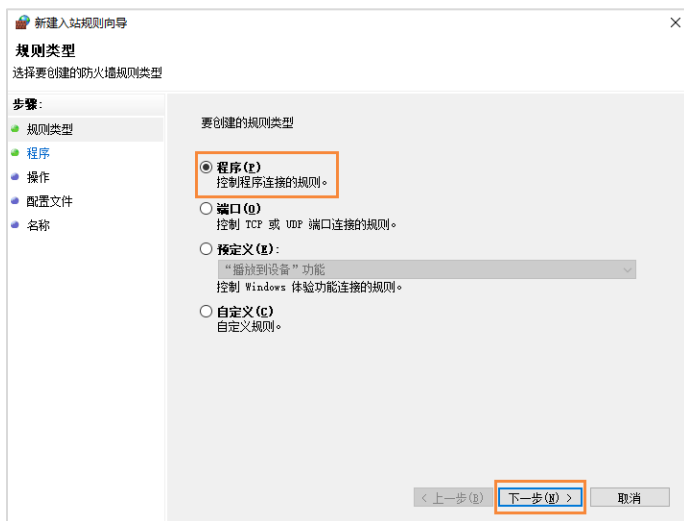 新建入站规则向导
规则类型
选择要创建的防火墙规则类型
步骤:
规则类型
程序
操作
配置文件
名称
要创建的规则类型
程序(P)
控制程序连接的规则。
端口(O)
控制 TCP 或 UDP 端口连接的规则。
预定义(E):
“播放到设备”功能
控制 Windows 体验功能连接的规则。
自定义(C)
自定义规则。
< 上一步(B)
下一步(N) >
取消